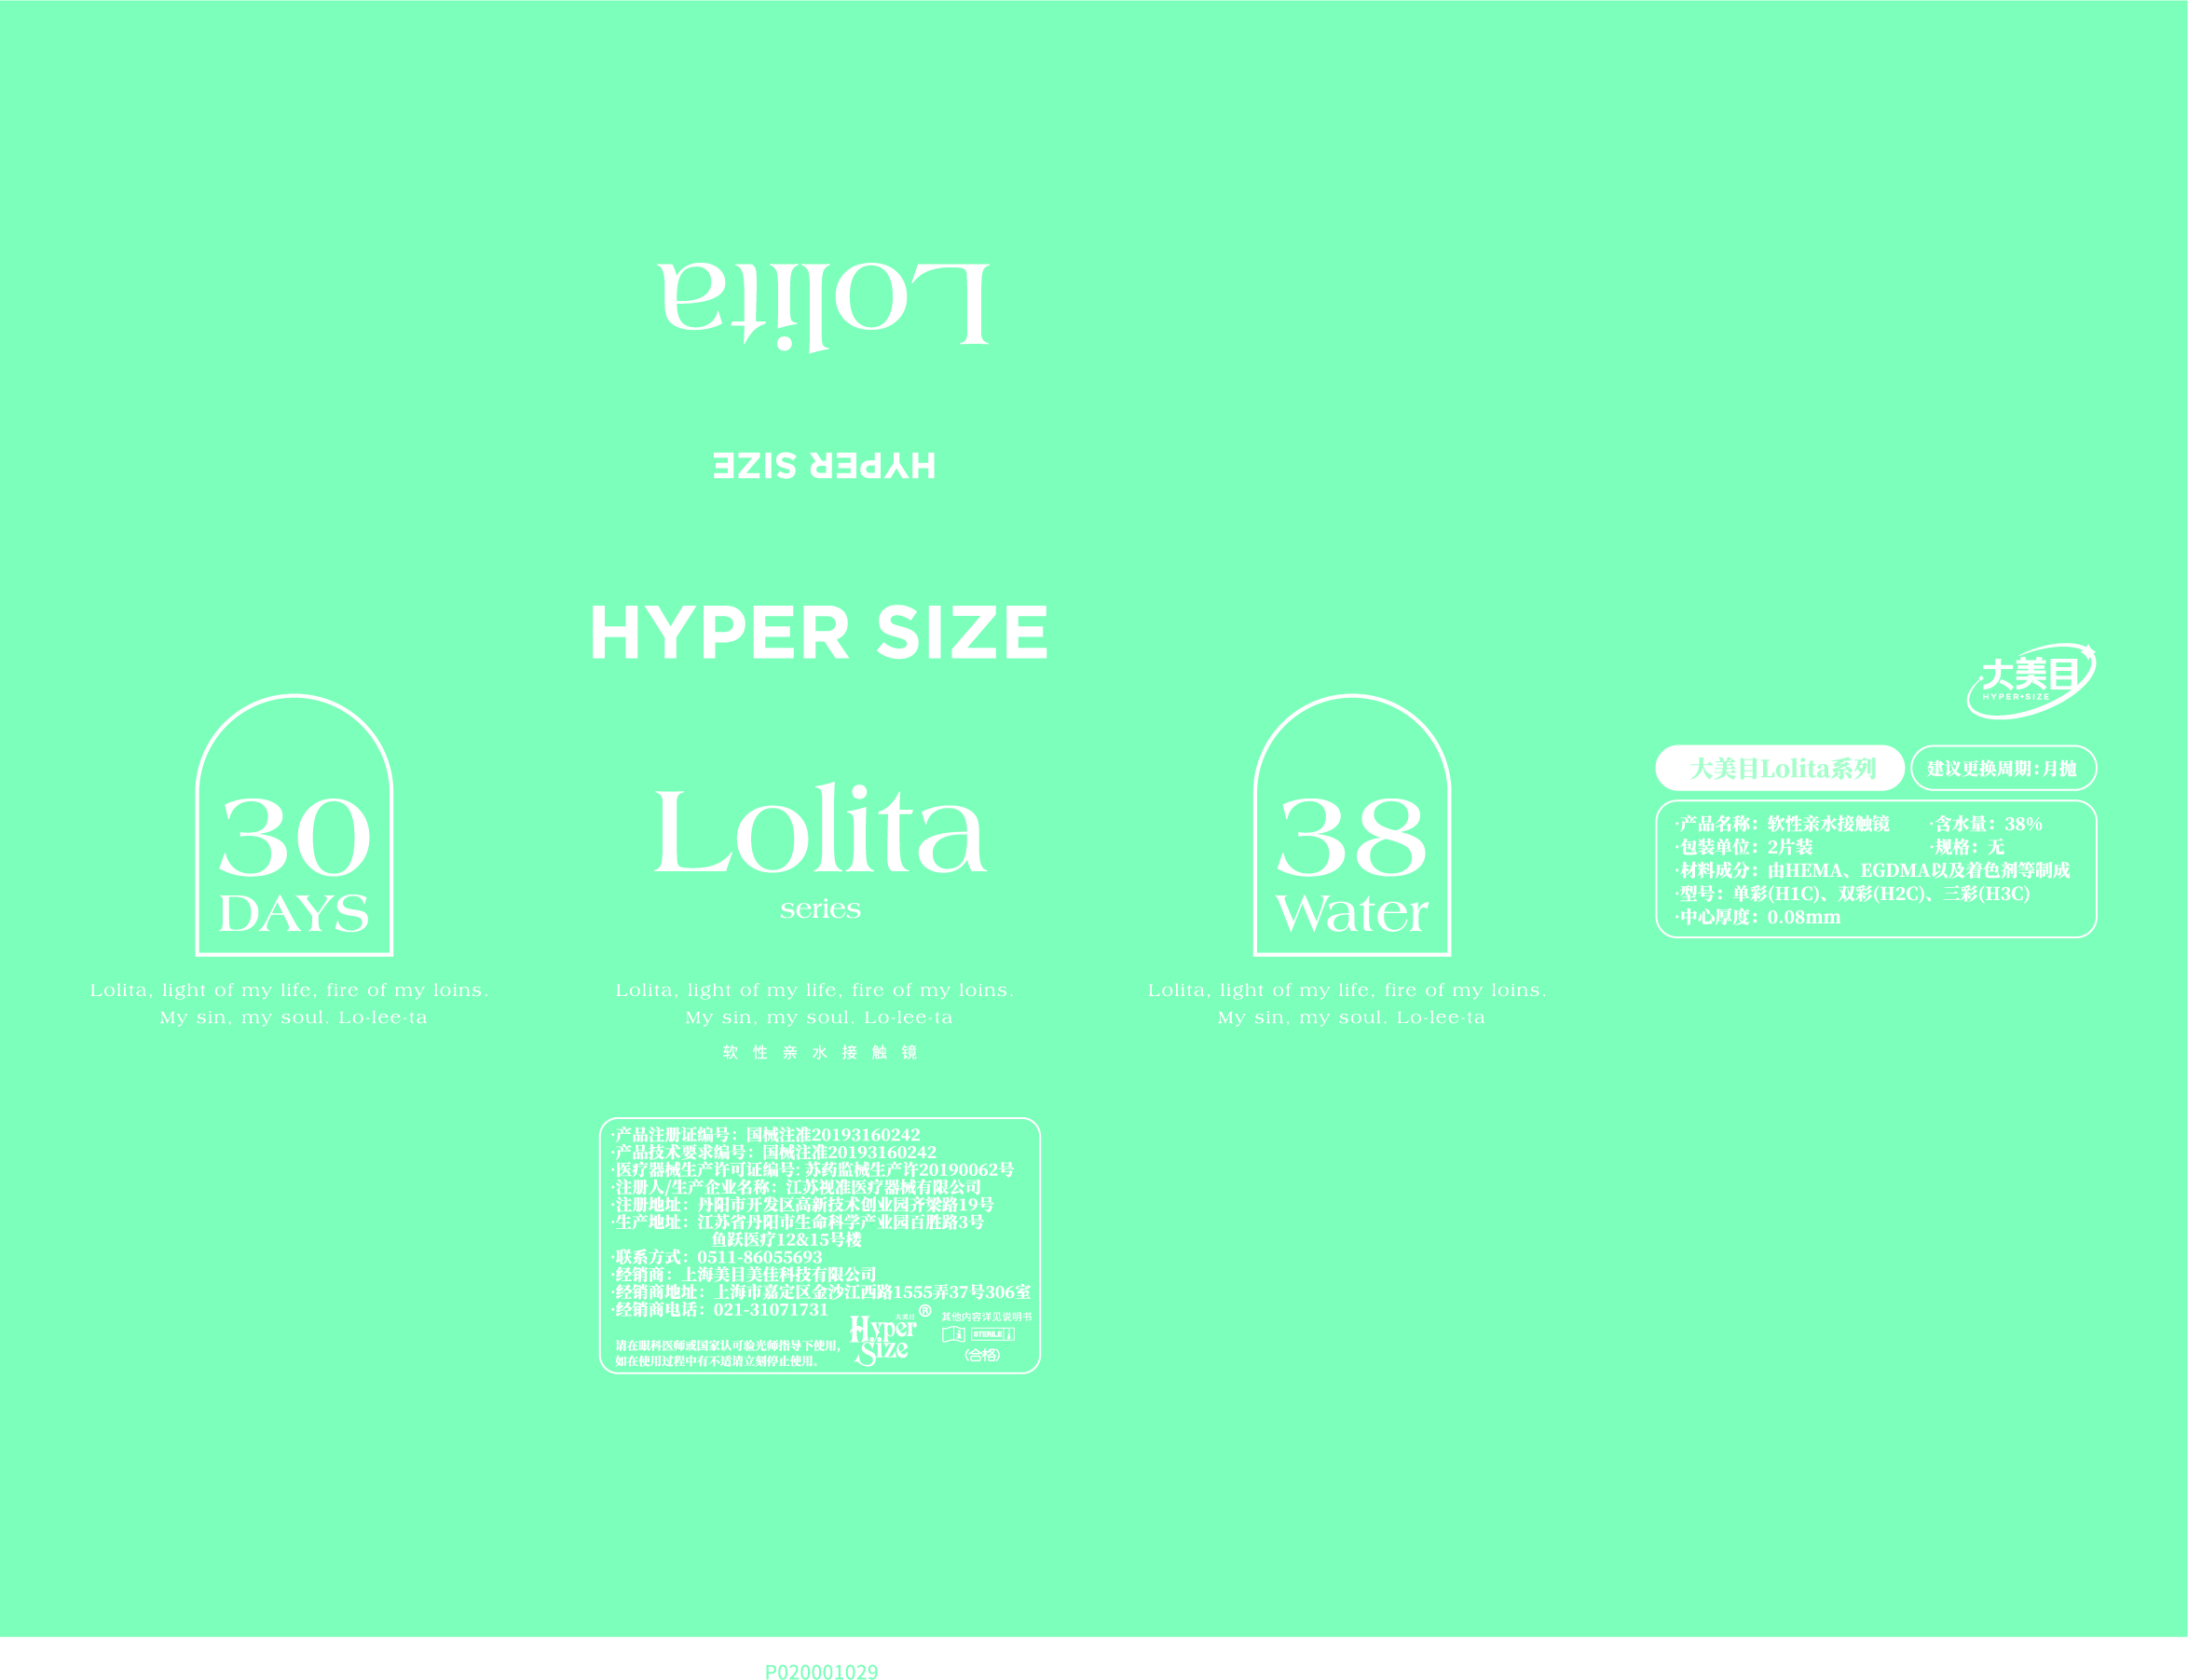 Lolita
HYPER SIZE
HYPER SIZE
30
DAYS
Lolita, light of my life, fire of my loins.
My sin, my soul. Lo-lee-ta
Lolita
series
Lolita, light of my life, fire of my loins.
My sin, my soul. Lo-lee-ta
软性亲水接触镜
38
Water
Lolita, light of my life, fire of my loins.
My sin, my soul. Lo-lee-ta
大美目
HYPER+SIZE
大美目Lolita系列
建议更换周期:月抛
·产品名称：软性亲水接触镜 ·含水量：38%
·包装单位：2片装 ·规格：无
·材料成分：由HEMA、EGDMA以及着色剂等制成
·型号：单彩(H1C)、双彩(H2C)、三彩(H3C)
·中心厚度：0.08mm
·产品注册证编号：国械注准20193160242
·产品技术要求编号：国械注准20193160242
·医疗器械生产许可证编号: 苏药监械生产许20190062号
·注册人/生产企业名称：江苏视准医疗器械有限公司
·注册地址：丹阳市开发区高新技术创业园齐梁路19号
·生产地址：江苏省丹阳市生命科学产业园百胜路3号
鱼跃医疗12&15号楼
·联系方式：0511-86055693
·经销商：上海美目美佳科技有限公司
·经销商地址：上海市嘉定区金沙江西路1555弄37号306室
·经销商电话：021-31071731
请在眼科医师或国家认可验光师指导下使用，
如在使用过程中有不适请立刻停止使用。
大美目
Hyper
Size
®
其他内容详见说明书
STERILE
(合格)
P020001029